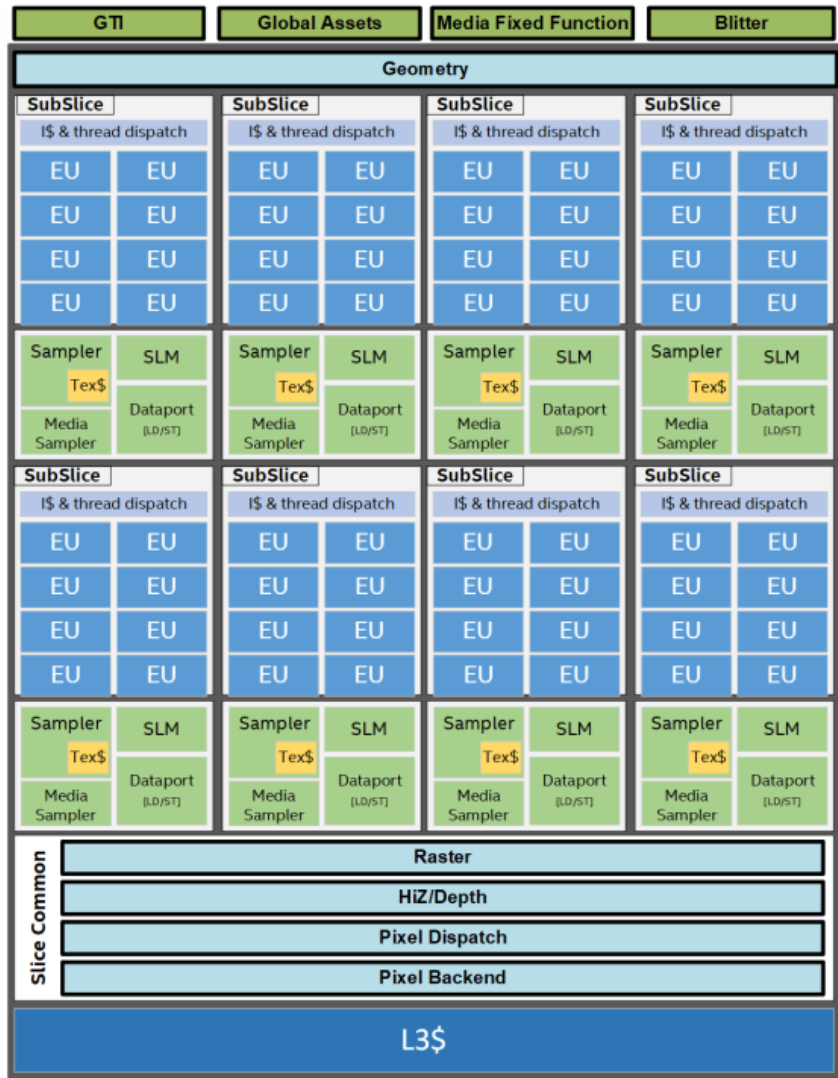 GTI Global Assets Media Fixed Function Blitter
Geometry
SubSlice SubSlice SubSlice SubSlice
I$ & thread dispatch I$ & thread dispatch I$ & thread dispatch I$ & thread dispatch
EU EU EU EU EU EU EU EU
EU EU EU EU EU EU EU EU
EU EU EU EU EU EU EU EU
EU EU EU EU EU EU EU EU
Sampler SLM Sampler SLM Sampler SLM Sampler SLM
Tex$ Tex$ Tex$ Tex$
Media Dataport Media Dataport Media Dataport Media Dataport
Sampler [LD/ST] Sampler [LD/ST] Sampler [LD/ST] Sampler [LD/ST]
SubSlice SubSlice SubSlice SubSlice
I$ & thread dispatch I$ & thread dispatch I$ & thread dispatch I$ & thread dispatch
EU EU EU EU EU EU EU EU
EU EU EU EU EU EU EU EU
EU EU EU EU EU EU EU EU
EU EU EU EU EU EU EU EU
Sampler SLM Sampler SLM Sampler SLM Sampler SLM
Tex$ Tex$ Tex$ Tex$
Media Dataport Media Dataport Media Dataport Media Dataport
Sampler [LD/ST] Sampler [LD/ST] Sampler [LD/ST] Sampler [LD/ST]
Slice Common
Raster
HiZ/Depth
Pixel Dispatch
Pixel Backend
L3$